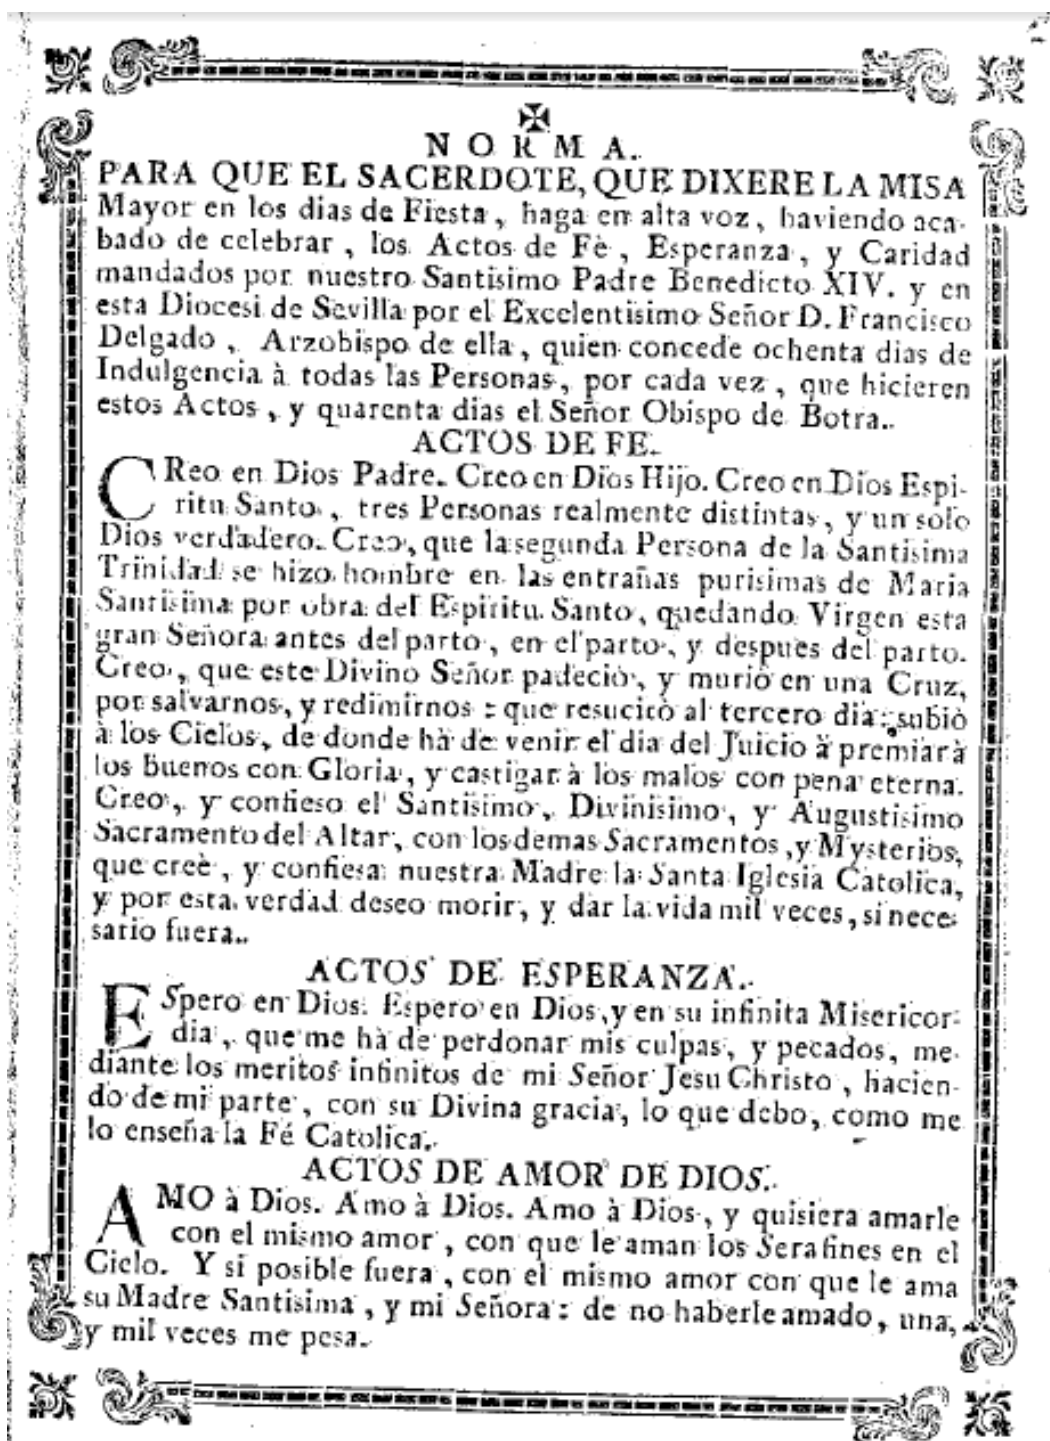 ✠
NORMA.
PARA QUE EL SACERDOTE, QUE DIXERE LA MISA
Mayor en los dias de Fiesta, haga en alta voz, haviendo aca-
bado de celebrar, los Actos de Fè, Esperanza, y Caridad
mandados por nuestro Santisimo Padre Benedicto XIV. y en
esta Diocesi de Sevilla por el Excelentisimo Señor D. Francisco
Delgado, Arzobispo de ella, quien concede ochenta dias de
Indulgencia à todas las Personas, por cada vez, que hicieren
estos Actos, y quarenta dias el Señor Obispo de Botra.
ACTOS DE FE.
CReo en Dios Padre. Creo en Dios Hijo. Creo en Dios Espi-
ritu Santo, tres Personas realmente distintas, y un solo
Dios verdadero. Creo, que la segunda Persona de la Santisima
Trinidad se hizo hombre en las entrañas purisimas de Maria
Santisima por obra del Espiritu Santo, quedando Virgen esta
gran Señora antes del parto, en el parto, y despues del parto.
Creo, que este Divino Señor padeciò, y muriò en una Cruz,
por salvarnos, y redimirnos: que resucitò al tercero dia: subiò
à los Cielos, de donde hà de venir el dia del Juicio à premiar à
los buenos con Gloria, y castigar à los malos con pena eterna.
Creo, y confieso el Santisimo, Divinisimo, y Augustisimo
Sacramento del Altar, con los demas Sacramentos, y Mysterios,
que creè, y confiesa nuestra Madre la Santa Iglesia Catolica,
y por esta verdad deseo morir, y dar la vida mil veces, si nece-
sario fuera.
ACTOS DE ESPERANZA.
ESpero en Dios. Espero en Dios, y en su infinita Misericor-
dia, que me hà de perdonar mis culpas, y pecados, me-
diante los meritos infinitos de mi Señor Jesu Christo, hacien-
do de mi parte, con su Divina gracia, lo que debo, como me
lo enseña la Fé Catolica.
ACTOS DE AMOR DE DIOS.
AMO à Dios. Amo à Dios. Amo à Dios, y quisiera amarle
con el mismo amor, con que le aman los Serafines en el
Cielo. Y si posible fuera, con el mismo amor con que le ama
su Madre Santisima, y mi Señora: de no haberle amado, una,
y mil veces me pesa.